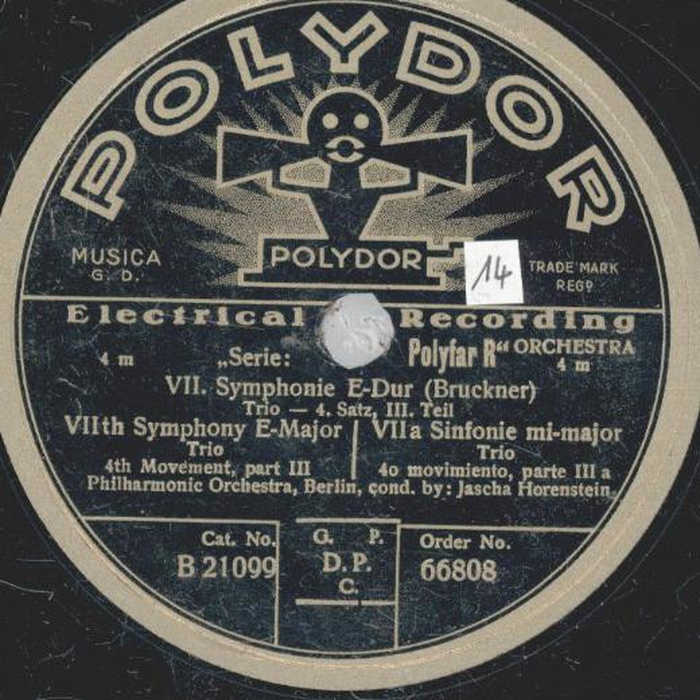 POLYDOR
POLYDOR
MUSICA
G. D.
14
TRADE MARK
REGD
Electrical Recording
4 m „Serie: Polyfar R“ ORCHESTRA
4 m
VII. Symphonie E-Dur (Bruckner)
Trio — 4. Satz, III. Teil
VIIth Symphony E-Major
Trio
4th Movement, part III
VIIa Sinfonie mi-major
Trio
4o movimiento, parte III a
Philharmonic Orchestra, Berlin, cond. by: Jascha Horenstein
Cat. No.
B 21099
G. P.
D. P.
C.
Order No.
66808